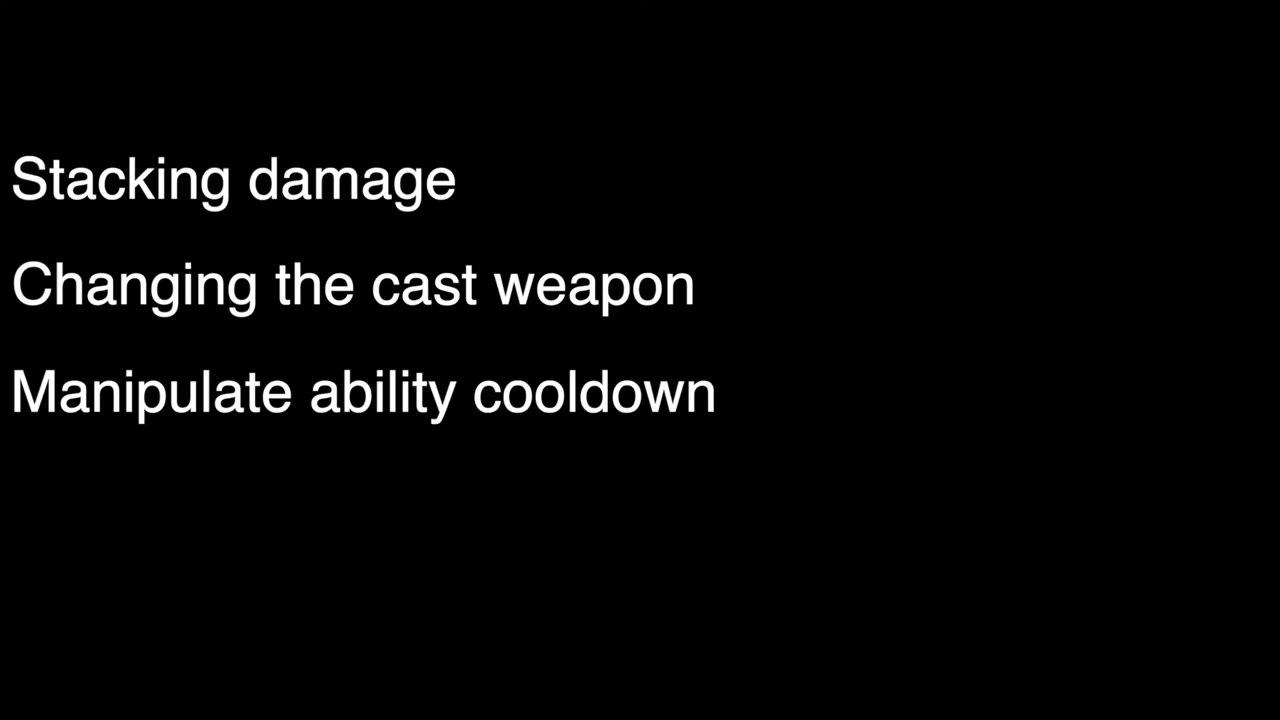 Stacking damage
Changing the cast weapon
Manipulate ability cooldown